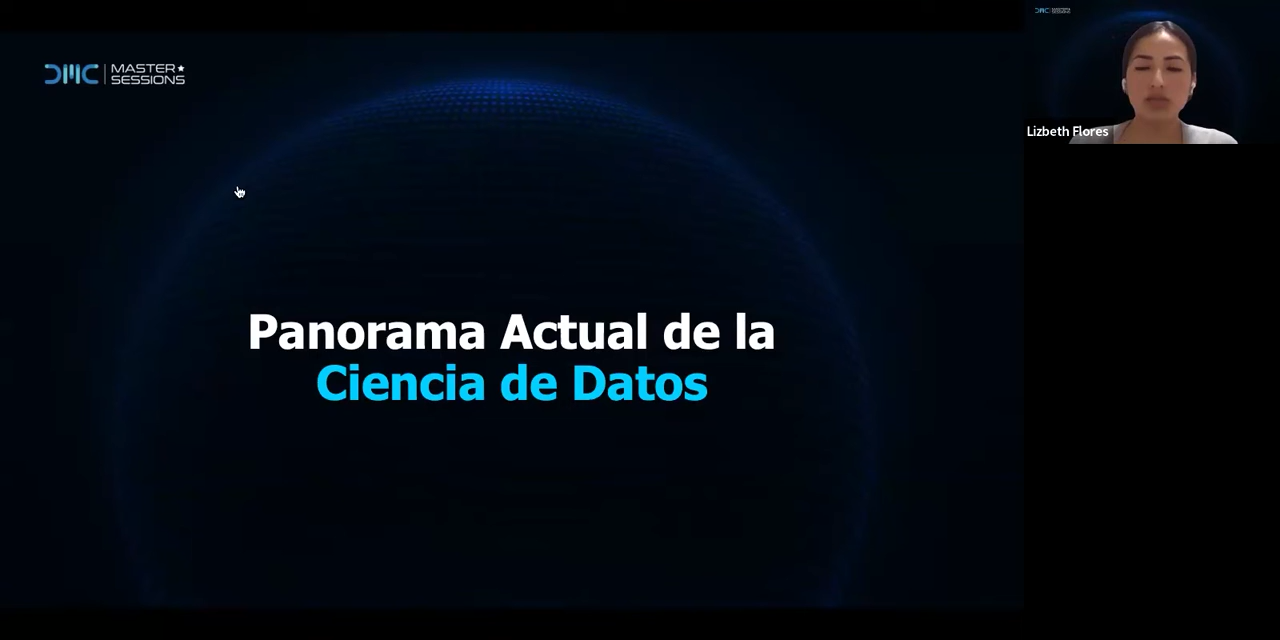 DMC | MASTER
SESSIONS
Panorama Actual de la
Ciencia de Datos
Lizbeth Flores